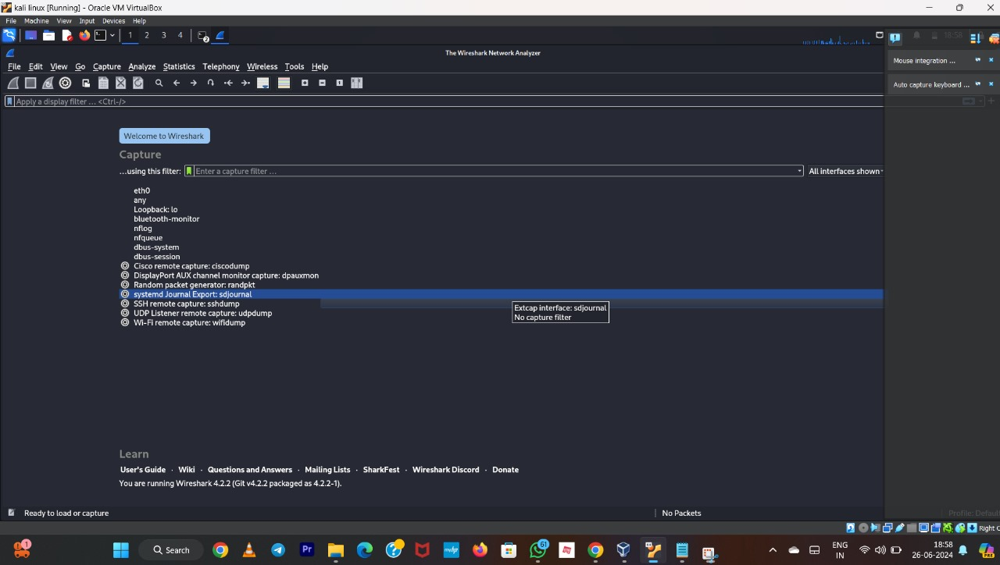 kali linux [Running] - Oracle VM VirtualBox
File Machine View Input Devices Help
1 2 3 4
18:58
The Wireshark Network Analyzer
Mouse integration ...
File Edit View Go Capture Analyze Statistics Telephony Wireless Tools Help
Auto capture keyboard ...
Apply a display filter ... <Ctrl-/>
Welcome to Wireshark
Capture
...using this filter: Enter a capture filter ... All interfaces shown
eth0
any
Loopback: lo
bluetooth-monitor
nflog
nfqueue
dbus-system
dbus-session
Cisco remote capture: ciscodump
DisplayPort AUX channel monitor capture: dpauxmon
Random packet generator: randpkt
systemd Journal Export: sdjournal
SSH remote capture: sshdump
UDP Listener remote capture: udpdump
Wi-Fi remote capture: wifidump
Extcap interface: sdjournal
No capture filter
Learn
User's Guide · Wiki · Questions and Answers · Mailing Lists · SharkFest · Wireshark Discord · Donate
You are running Wireshark 4.2.2 (Git v4.2.2 packaged as 4.2.2-1).
Ready to load or capture No Packets Profile: Default
Right C
1 Search Pr myhp 61 ENG
IN
18:58
26-06-2024
PRE